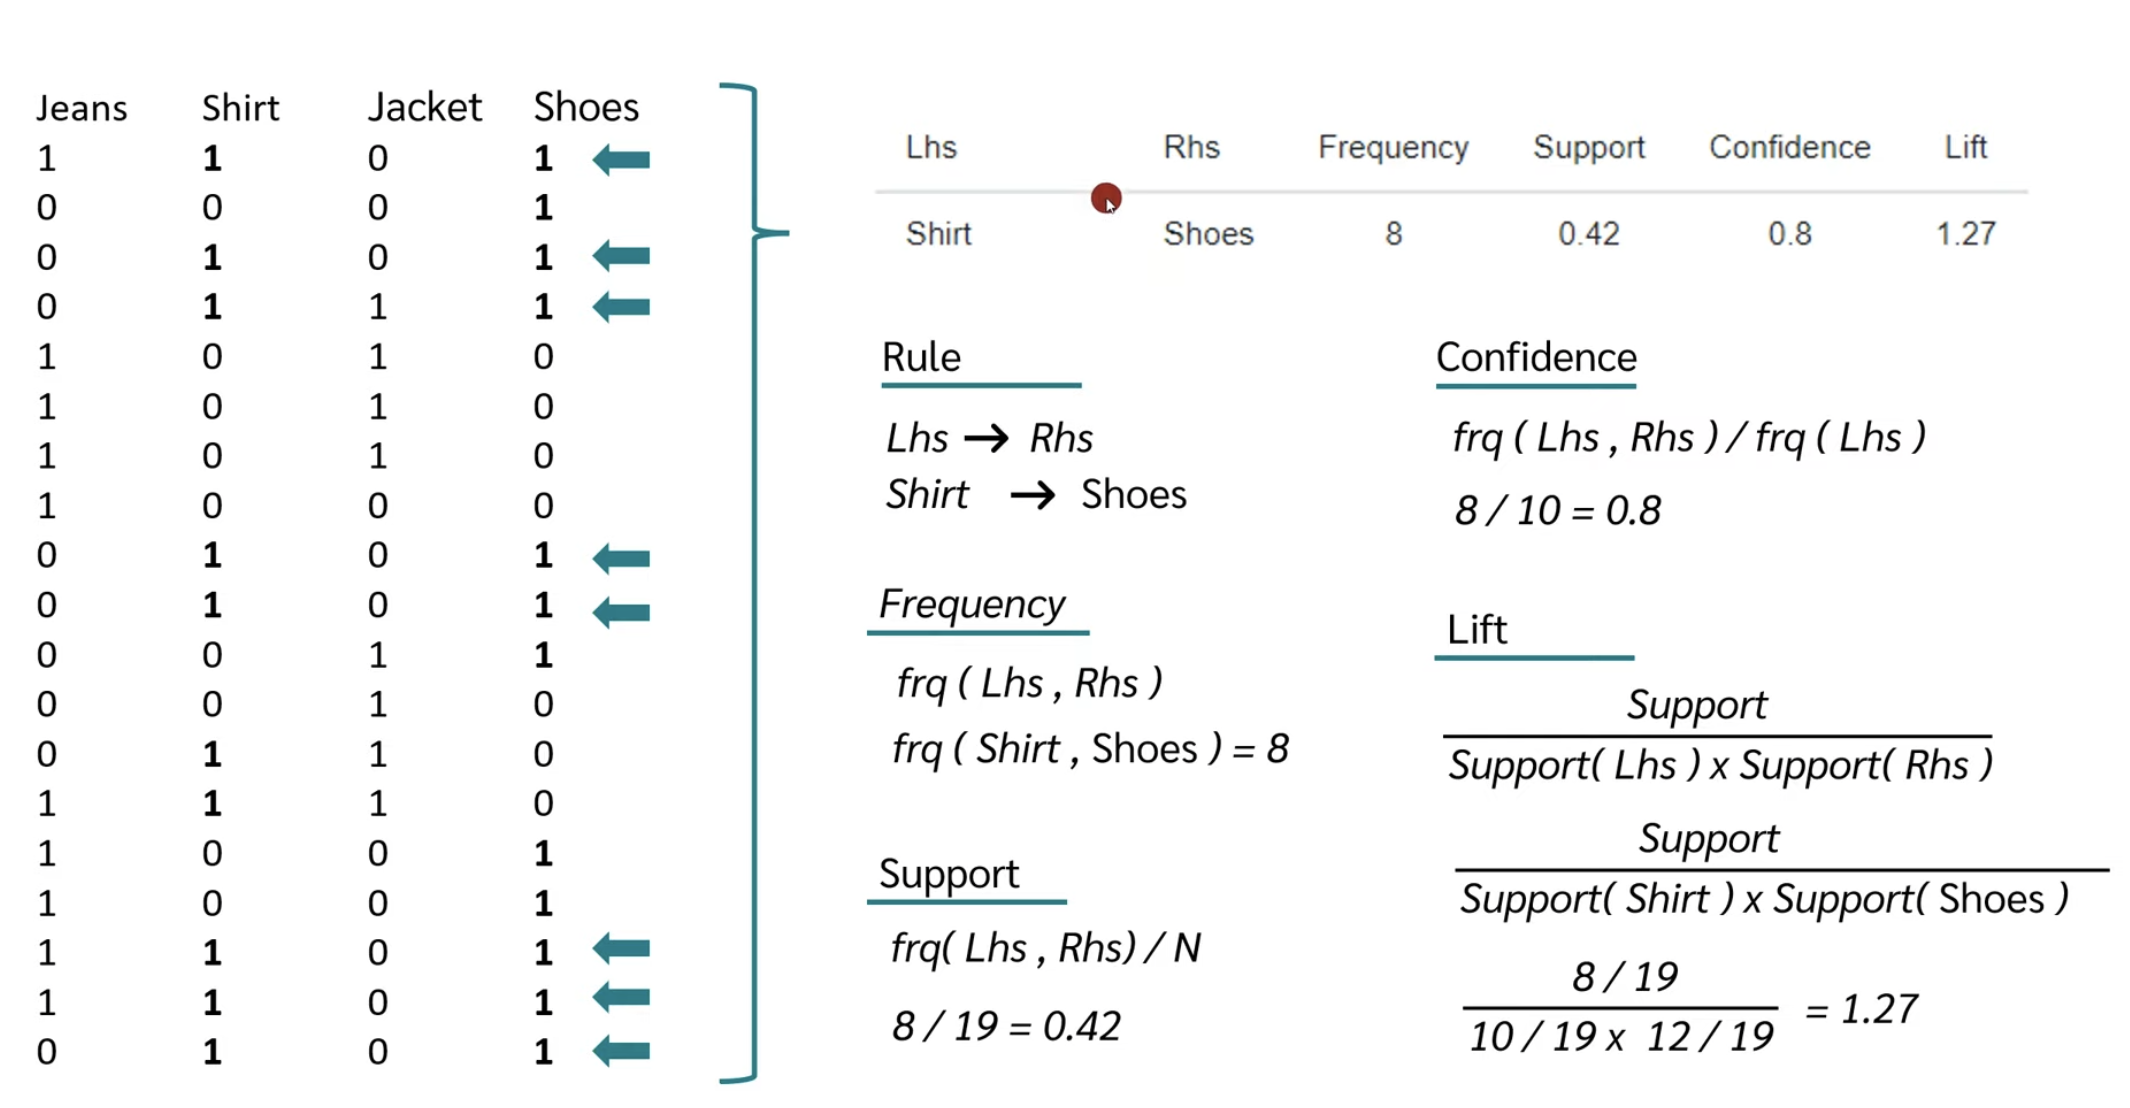 Jeans Shirt Jacket Shoes
1 1 0 1
0 0 0 1
0 1 0 1
0 1 1 1
1 0 1 0
1 0 1 0
1 0 1 0
1 0 0 0
0 1 0 1
0 1 0 1
0 0 1 1
0 0 1 0
0 1 1 0
1 1 1 0
1 0 0 1
1 0 0 1
1 1 0 1
1 1 0 1
0 1 0 1
Lhs Rhs Frequency Support Confidence Lift
Shirt Shoes 8 0.42 0.8 1.27
Rule
Lhs → Rhs
Shirt → Shoes
Frequency
frq ( Lhs , Rhs )
frq ( Shirt , Shoes ) = 8
Support
frq( Lhs , Rhs) / N
8 / 19 = 0.42
Confidence
frq ( Lhs , Rhs ) / frq ( Lhs )
8 / 10 = 0.8
Lift
Support
Support( Lhs ) x Support( Rhs )
Support
Support( Shirt ) x Support( Shoes )
8 / 19
10 / 19 x 12 / 19
= 1.27